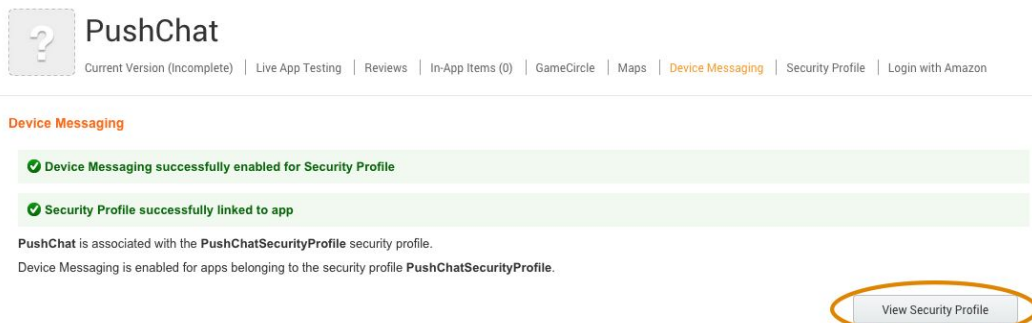 PushChat
Current Version (Incomplete) | Live App Testing | Reviews | In-App Items (0) | GameCircle | Maps | Device Messaging | Security Profile | Login with Amazon
Device Messaging
Device Messaging successfully enabled for Security Profile
Security Profile successfully linked to app
PushChat is associated with the PushChatSecurityProfile security profile.
Device Messaging is enabled for apps belonging to the security profile PushChatSecurityProfile.
View Security Profile